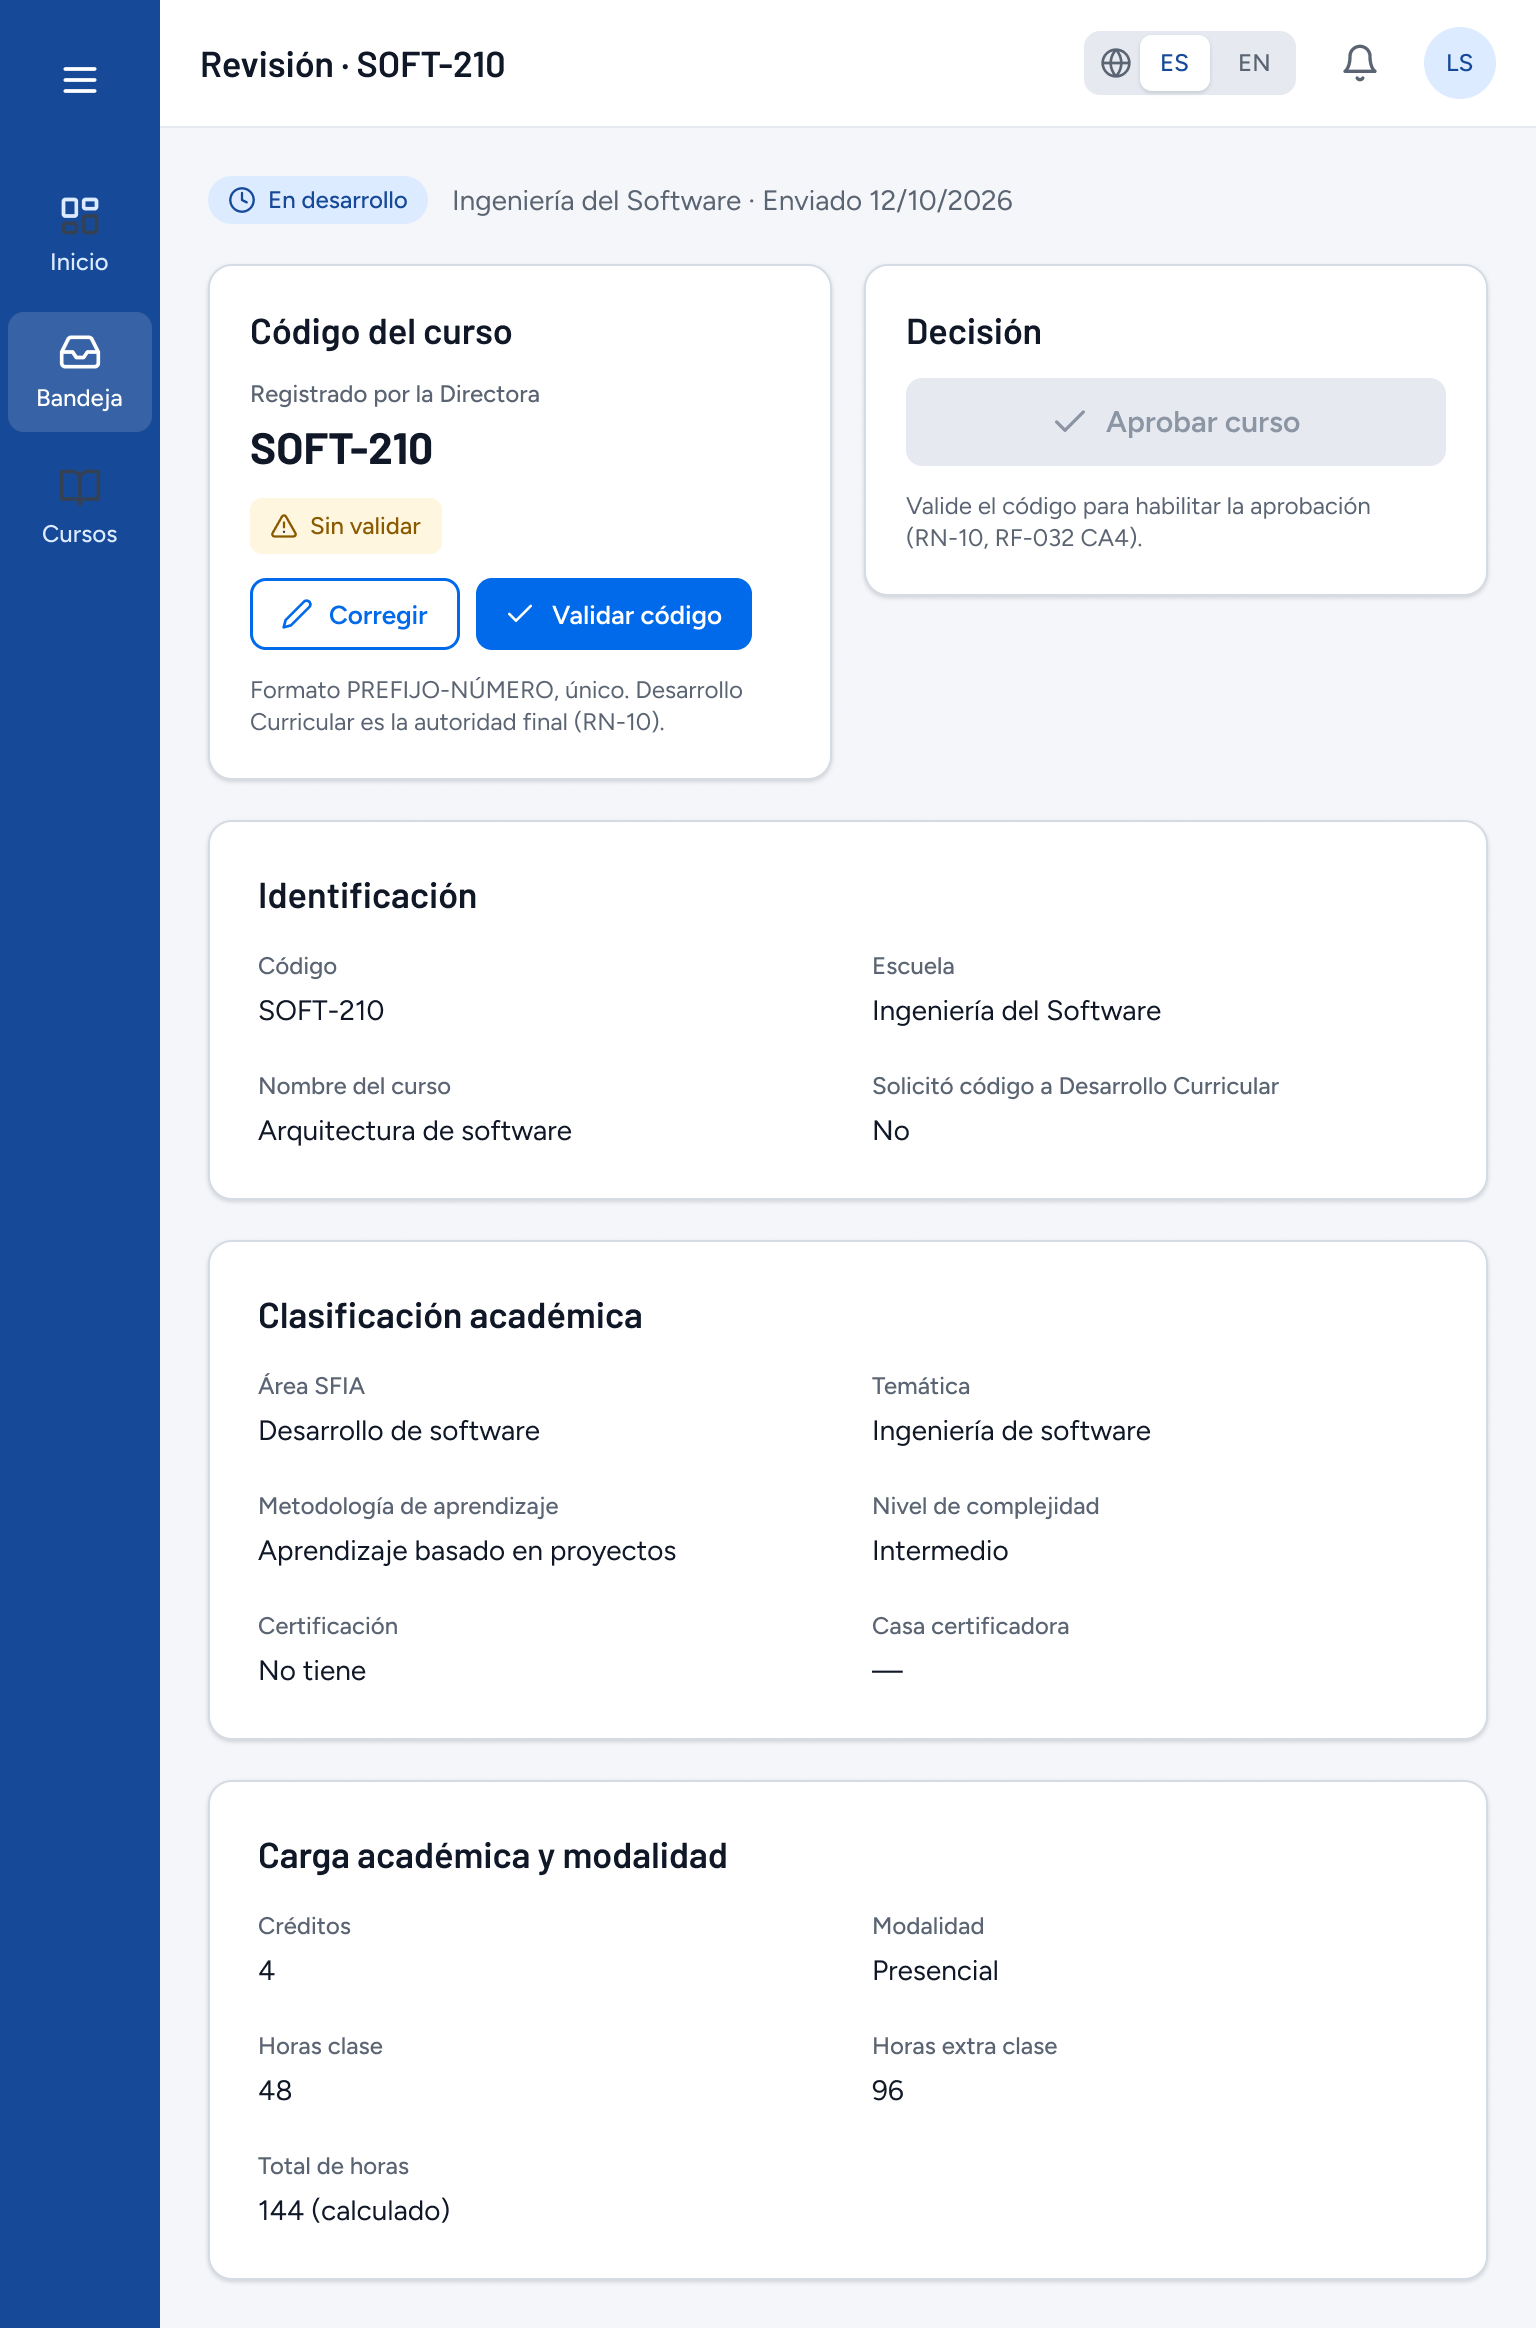 Revisión · SOFT-210
ES
EN
LS
Inicio
Bandeja
Cursos
En desarrollo
Ingeniería del Software · Enviado 12/10/2026
Código del curso
Registrado por la Directora
SOFT-210
Sin validar
Corregir
Validar código
Formato PREFIJO-NÚMERO, único. Desarrollo
Curricular es la autoridad final (RN-10).
Decisión
Aprobar curso
Valide el código para habilitar la aprobación
(RN-10, RF-032 CA4).
Identificación
Código
SOFT-210
Escuela
Ingeniería del Software
Nombre del curso
Arquitectura de software
Solicitó código a Desarrollo Curricular
No
Clasificación académica
Área SFIA
Desarrollo de software
Temática
Ingeniería de software
Metodología de aprendizaje
Aprendizaje basado en proyectos
Nivel de complejidad
Intermedio
Certificación
No tiene
Casa certificadora
—
Carga académica y modalidad
Créditos
4
Modalidad
Presencial
Horas clase
48
Horas extra clase
96
Total de horas
144 (calculado)